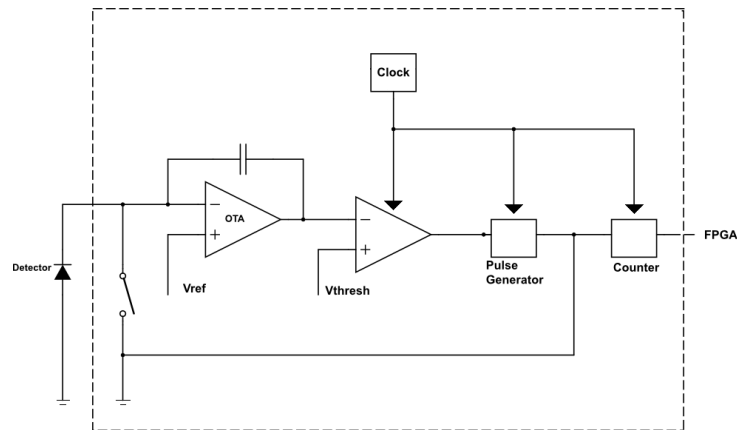 Clock
−
OTA
+
−
+
FPGA
Detector
Vref
Vthresh
Pulse
Generator
Counter